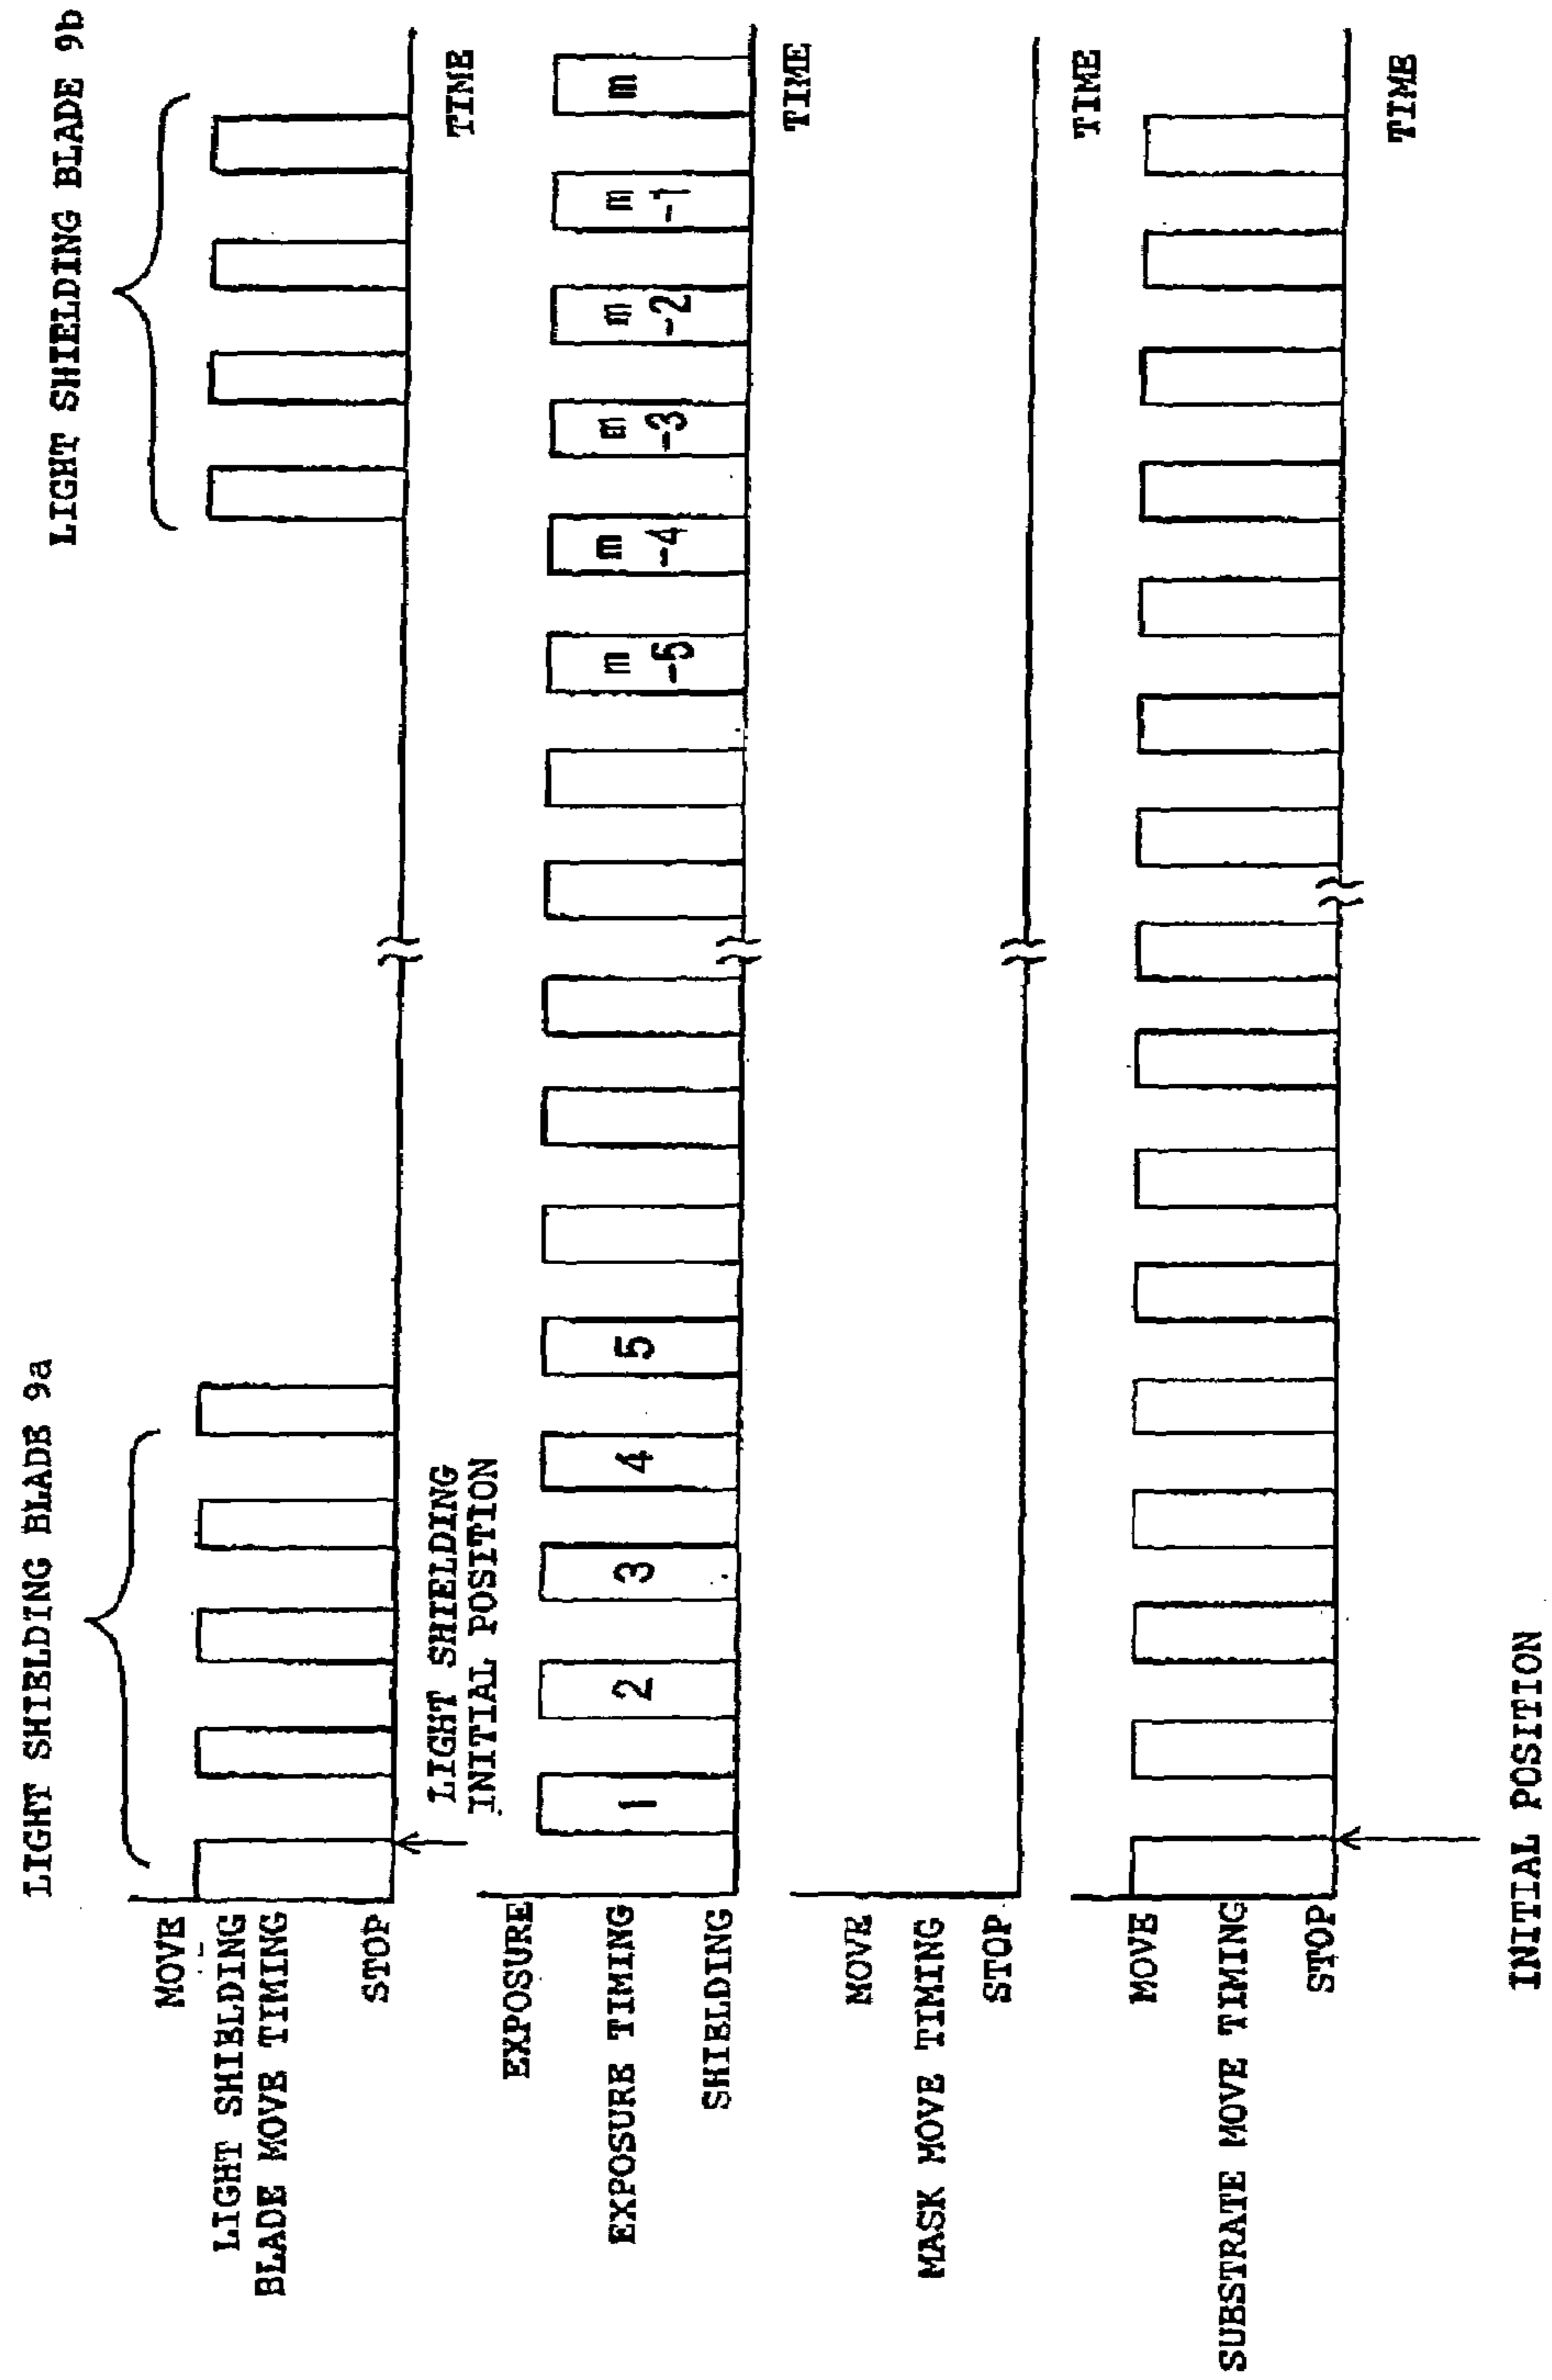 LIGHT SHIELDING BLADE 9a
LIGHT SHIELDING BLADE 9b
MOVE
LIGHT SHIELDING
BLADE MOVE TIMING
STOP
TIME
LIGHT SHIELDING
INITIAL POSITION
EXPOSURE
EXPOSURE TIMING
SHIELDING
1
2
3
4
5
m
-5
m
-4
m
-3
m
-2
m
-1
m
TIME
MOVE
MASK MOVE TIMING
STOP
TIME
MOVE
SUBSTRATE MOVE TIMING
STOP
TIME
INITIAL POSITION